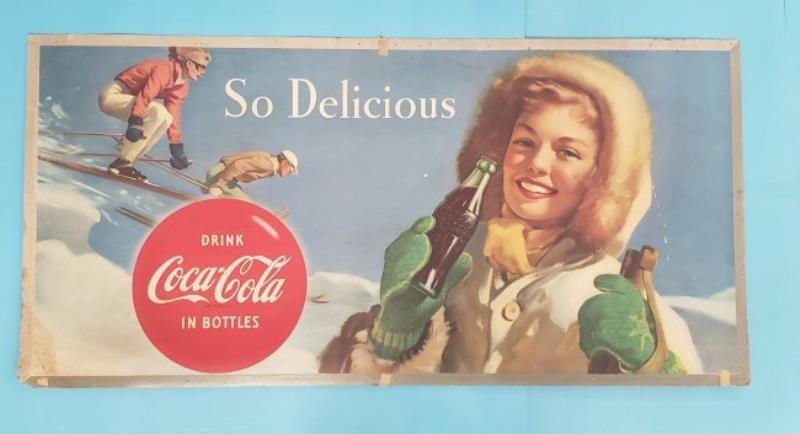 So Delicious
DRINK
Coca-Cola
IN BOTTLES